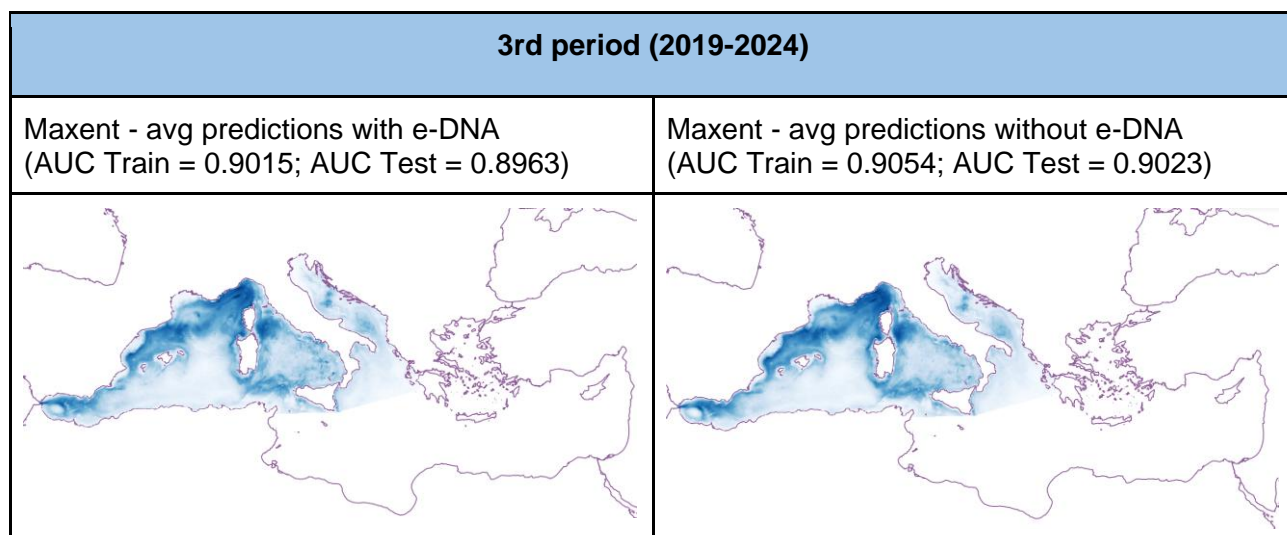 3rd period (2019-2024)
Maxent - avg predictions with e-DNA
(AUC Train = 0.9015; AUC Test = 0.8963)
Maxent - avg predictions without e-DNA
(AUC Train = 0.9054; AUC Test = 0.9023)